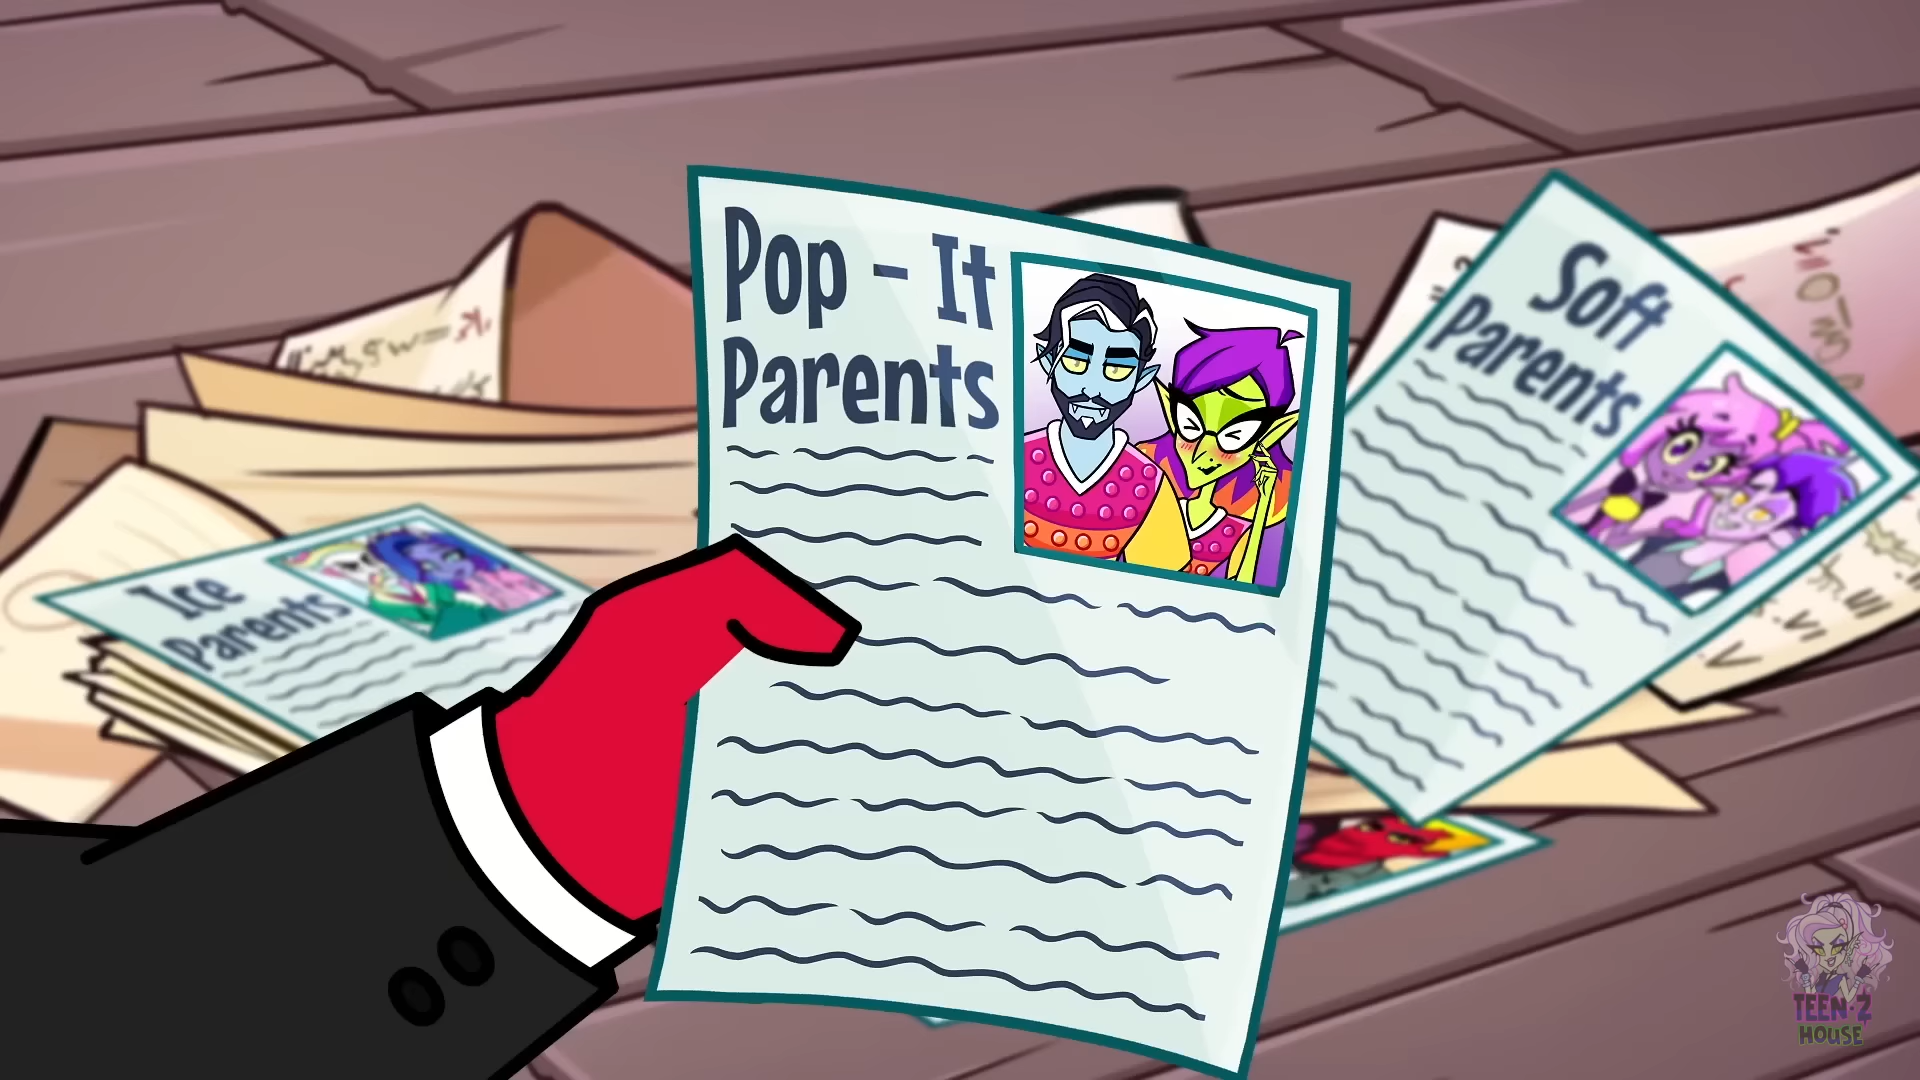 Pop - It
Parents
Soft
Parents
Ice
Parents
TEEN-Z
HOUSE